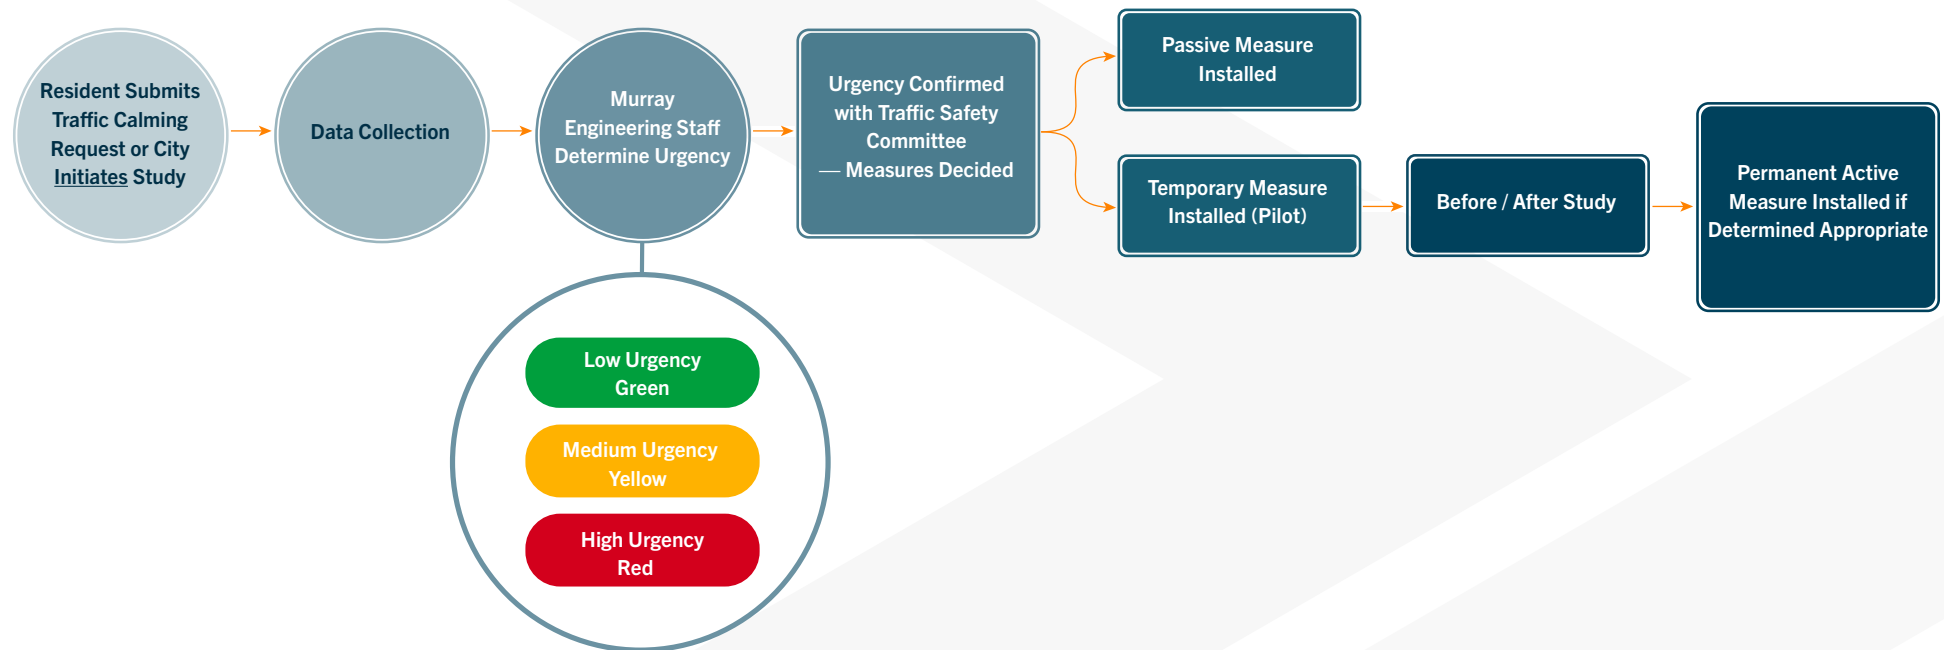 Resident Submits
Traffic Calming
Request or City
Initiates Study
Data Collection
Murray
Engineering Staff
Determine Urgency
Low Urgency
Green
Medium Urgency
Yellow
High Urgency
Red
Urgency Confirmed
with Traffic Safety
Committee
— Measures Decided
Passive Measure
Installed
Temporary Measure
Installed (Pilot)
Before / After Study
Permanent Active
Measure Installed if
Determined Appropriate